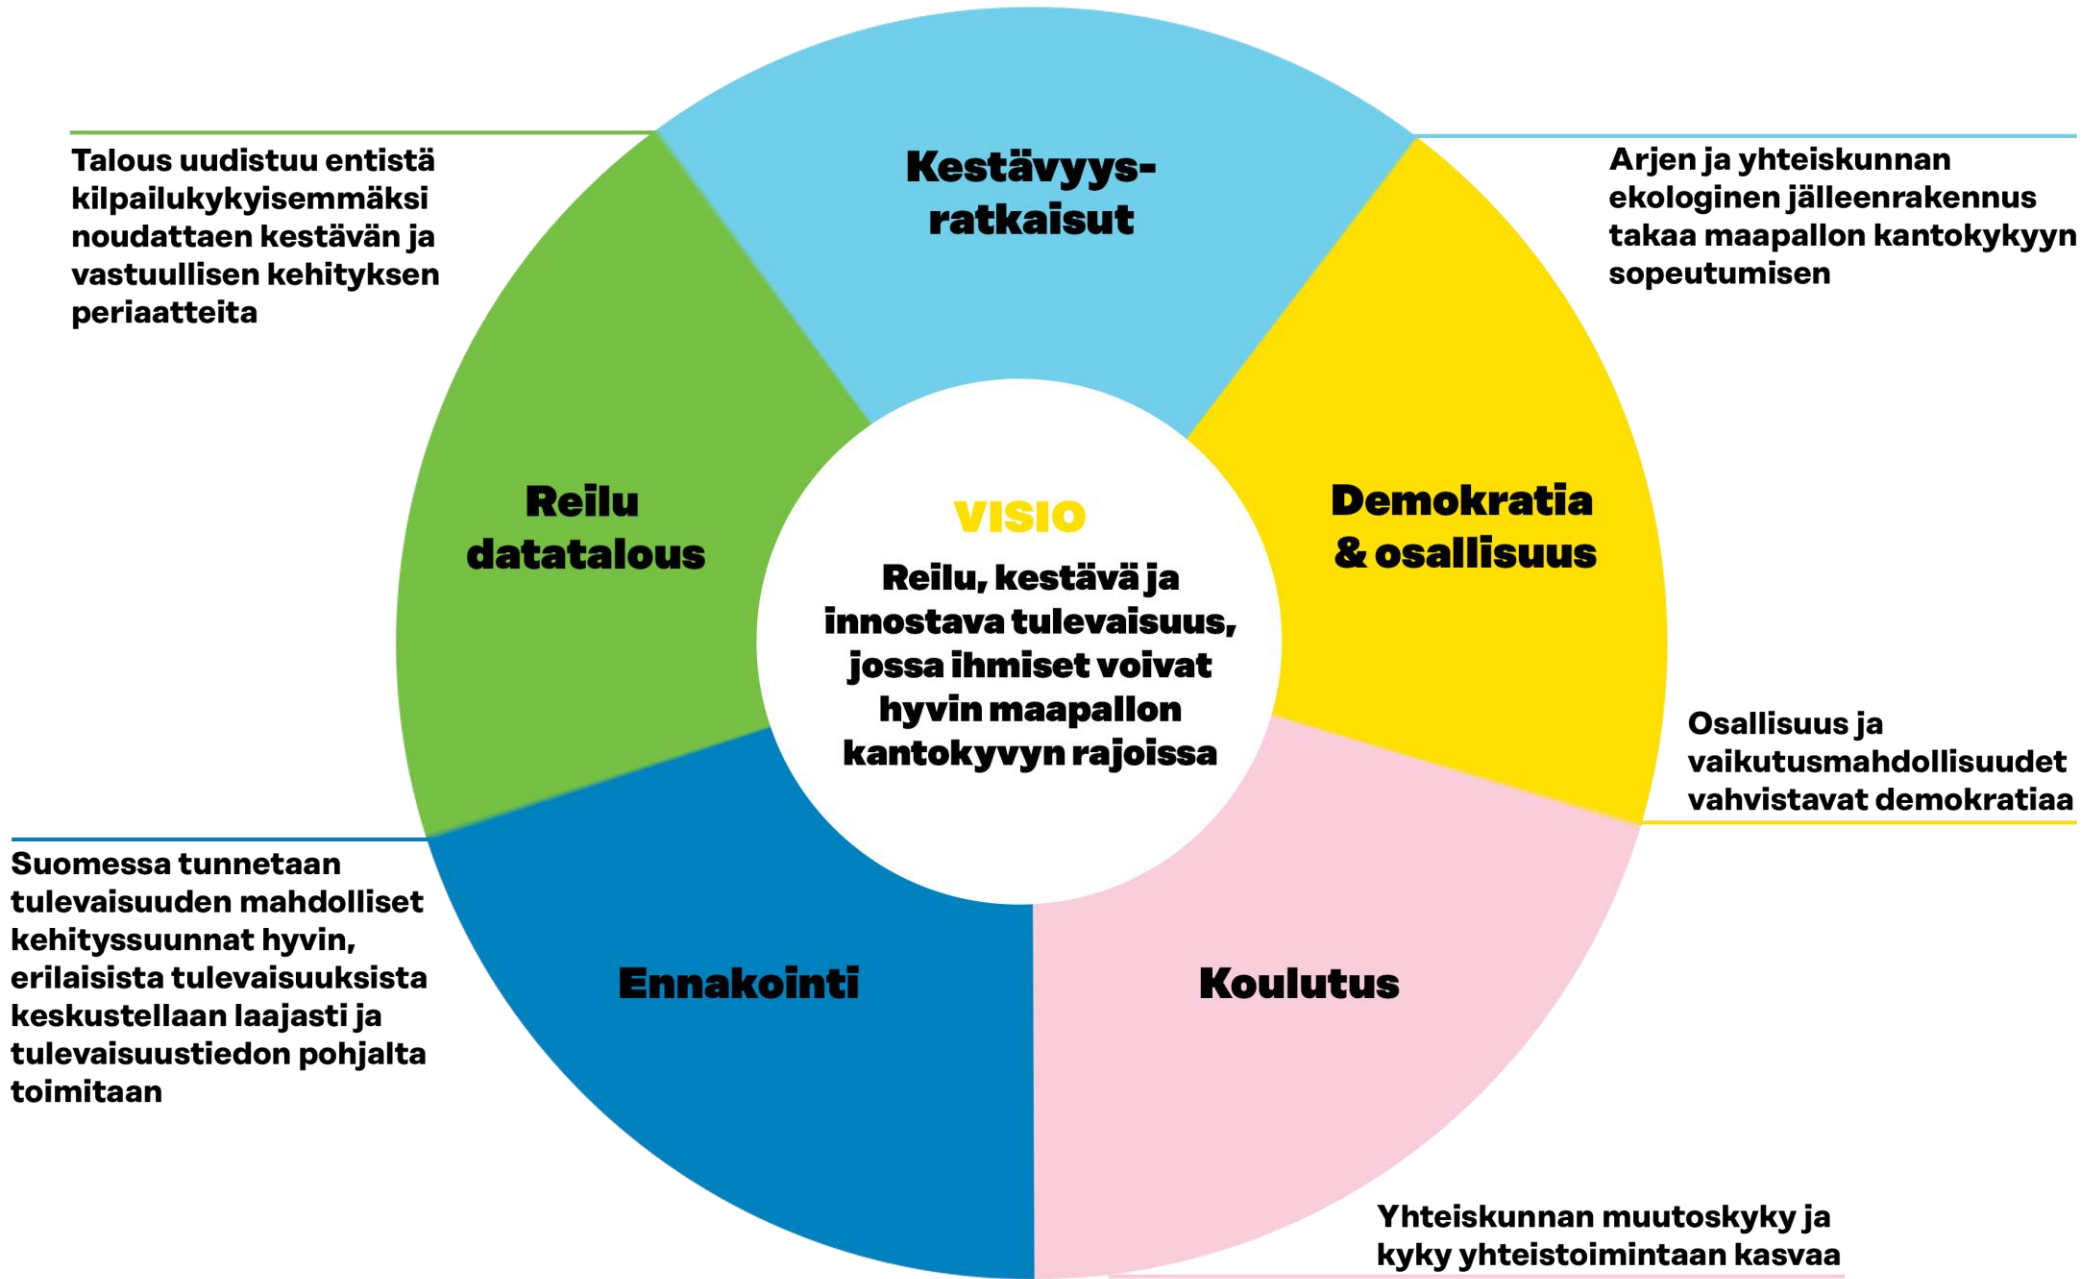 Kestävyys-
ratkaisut
Talous uudistuu entistä
kilpailukykyisemmäksi
noudattaen kestävän ja
vastuullisen kehityksen
periaatteita
Arjen ja yhteiskunnan
ekologinen jälleenrakennus
takaa maapallon kantokykyyn
sopeutumisen
Reilu
datatalous
VISIO
Reilu, kestävä ja
innostava tulevaisuus,
jossa ihmiset voivat
hyvin maapallon
kantokyvyn rajoissa
Demokratia
& osallisuus
Osallisuus ja
vaikutusmahdollisuudet
vahvistavat demokratiaa
Suomessa tunnetaan
tulevaisuuden mahdolliset
kehityssuunnat hyvin,
erilaisista tulevaisuuksista
keskustellaan laajasti ja
tulevaisuustiedon pohjalta
toimitaan
Ennakointi
Koulutus
Yhteiskunnan muutoskyky ja
kyky yhteistoimintaan kasvaa